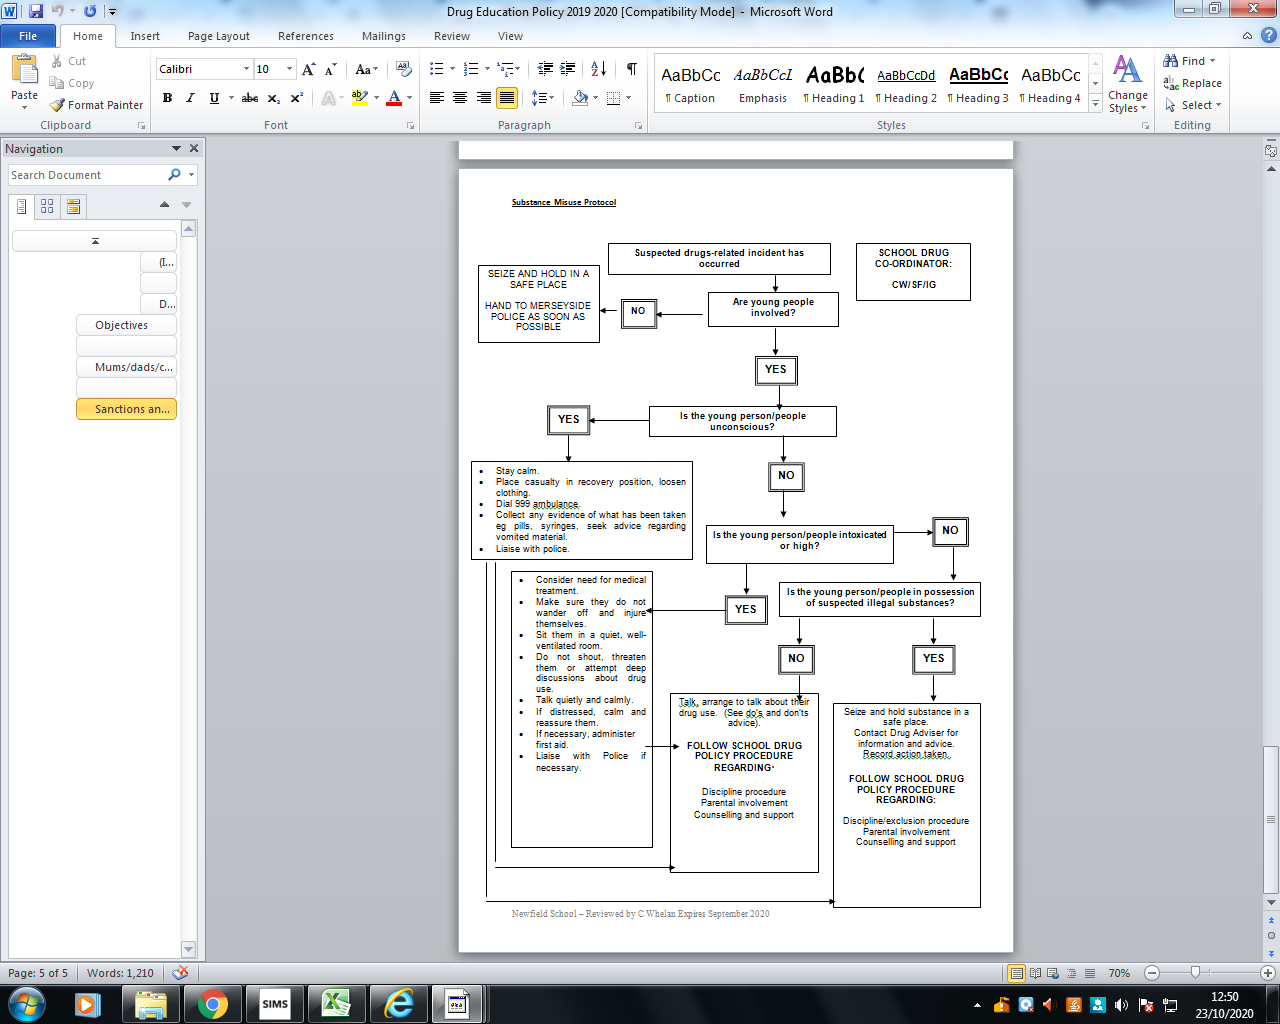 Drug Education Policy 2019 2020 [Compatibility Mode] - Microsoft Word
File Home Insert Page Layout References Mailings Review View
Paste
Cut
Copy
Format Painter
Clipboard
Calibri 10
Font
Paragraph
AaBbCc AaBbCcL AaBb( AaBbCcDd AaBbCc AaBbCc
¶ Caption Emphasis ¶ Heading 1 ¶ Heading 2 ¶ Heading 3 ¶ Heading 4
Styles
Change Styles
Find
Replace
Select
Editing
Navigation
Search Document
(I...
D...
Objectives
Mums/dads/c...
Sanctions an...
Substance Misuse Protocol
Suspected drugs-related incident has
occurred
SCHOOL DRUG
CO-ORDINATOR:
CW/SF/IG
SEIZE AND HOLD IN A
SAFE PLACE
HAND TO MERSEYSIDE
POLICE AS SOON AS
POSSIBLE
NO
Are young people
involved?
YES
YES
Is the young person/people
unconscious?
• Stay calm.
• Place casualty in recovery position, loosen
clothing.
• Dial 999 ambulance.
• Collect any evidence of what has been taken
eg pills, syringes, seek advice regarding
vomited material.
• Liaise with police.
NO
Is the young person/people intoxicated
or high?
NO
• Consider need for medical
treatment.
• Make sure they do not
wander off and injure
themselves.
• Sit them in a quiet, well-
ventilated room.
• Do not shout, threaten
them or attempt deep
discussions about drug
use.
• Talk quietly and calmly.
• If distressed, calm and
reassure them.
• If necessary, administer
first aid.
• Liaise with Police if
necessary.
YES
Is the young person/people in possession
of suspected illegal substances?
NO
YES
Talk, arrange to talk about their
drug use. (See do's and don'ts
advice).
FOLLOW SCHOOL DRUG
POLICY PROCEDURE
REGARDING:
Discipline procedure
Parental involvement
Counselling and support
Seize and hold substance in a
safe place.
Contact Drug Adviser for
information and advice.
Record action taken.
FOLLOW SCHOOL DRUG
POLICY PROCEDURE
REGARDING:
Discipline/exclusion procedure
Parental involvement
Counselling and support
Newfield School – Reviewed by C Whelan Expires September 2020
Page: 5 of 5 Words: 1,210
70%
SIMS
12:50
23/10/2020